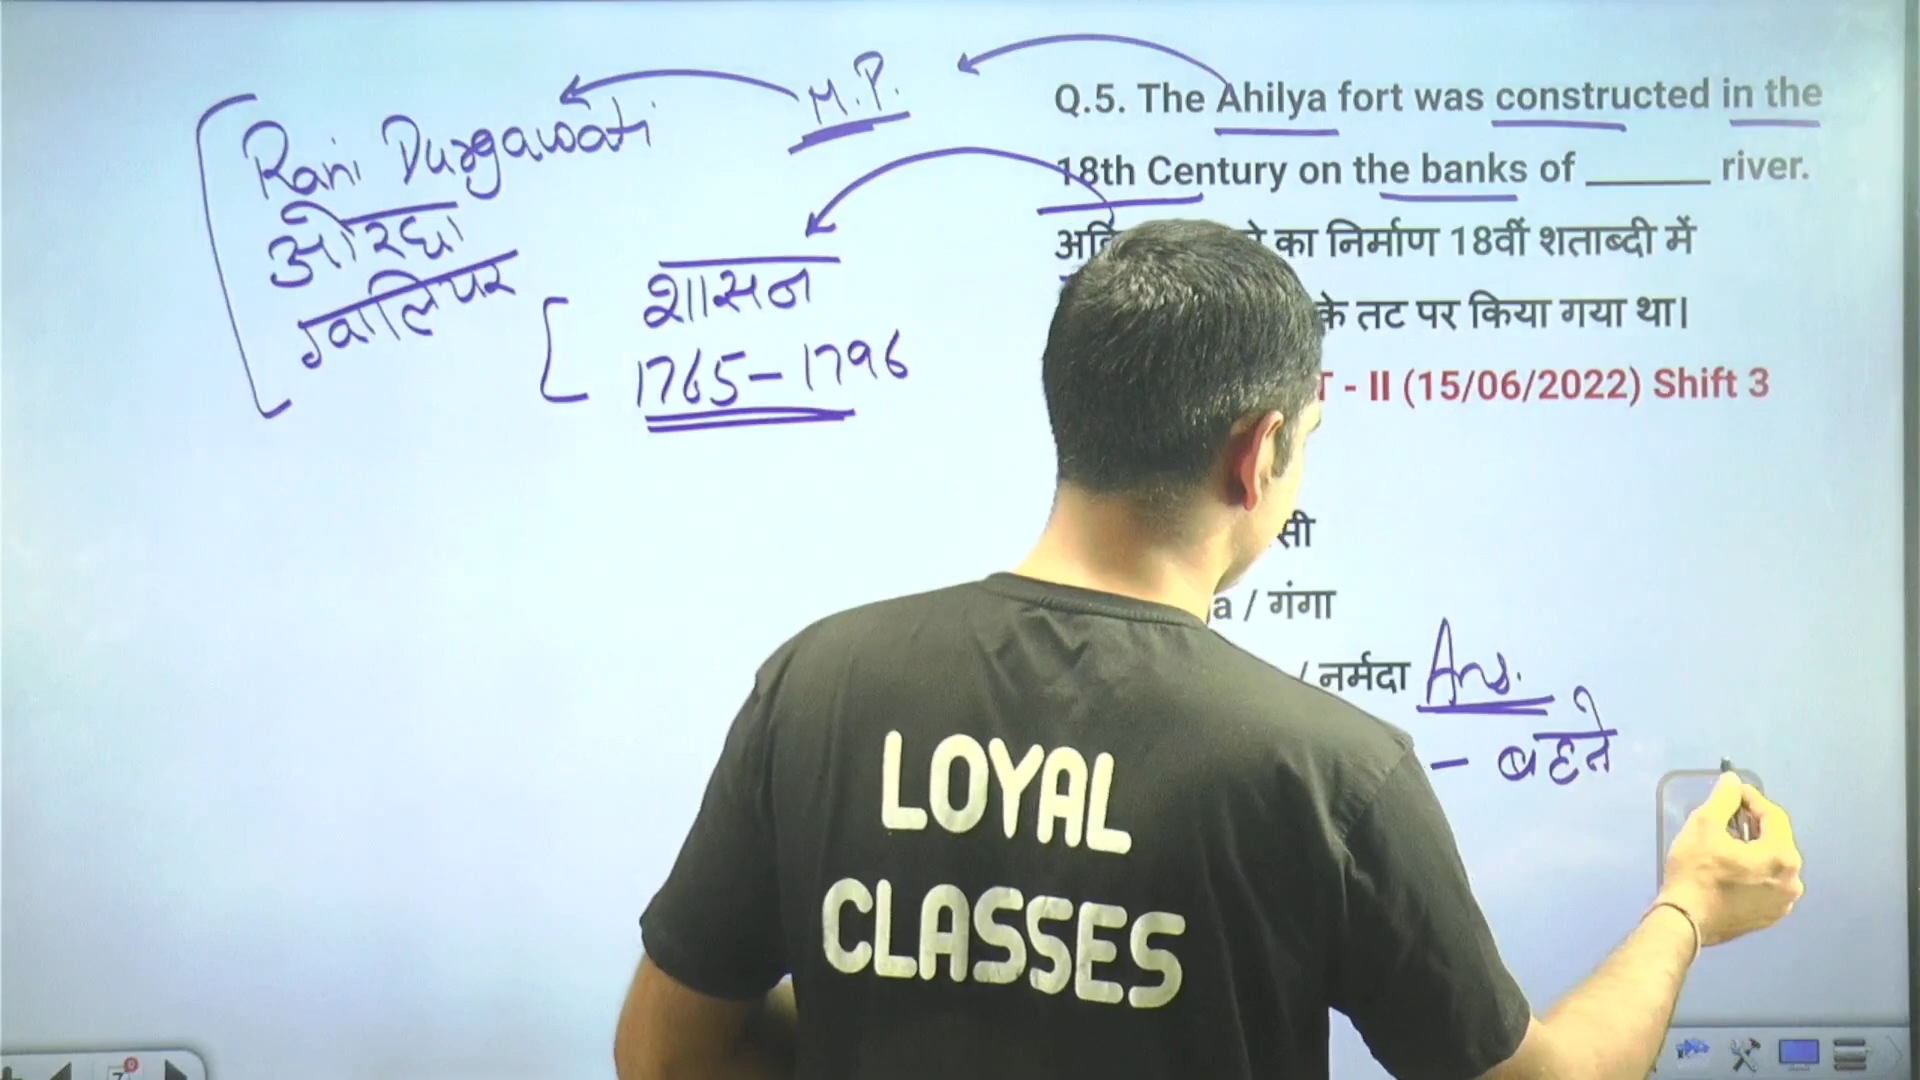 Rani Durgawati
ओरछा
ग्वालियर
M.P.
शासन
1765-1796
Q.5. The Ahilya fort was constructed in the
18th Century on the banks of ______ river.
का निर्माण 18वीं शताब्दी में
के तट पर किया गया था।
- II (15/06/2022) Shift 3
सी
a / गंगा
/ नर्मदा Ans.
- बहने
LOYAL
CLASSES